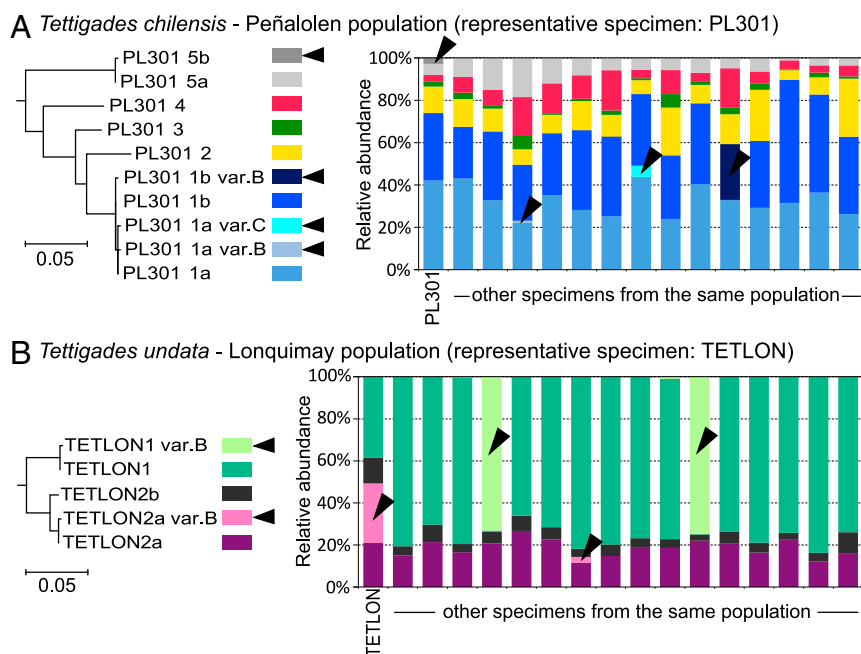 A Tettigades chilensis - Peñalolen population (representative specimen: PL301)
PL301 5b
PL301 5a
PL301 4
PL301 3
PL301 2
PL301 1b var.B
PL301 1b
PL301 1a var.C
PL301 1a var.B
PL301 1a
0.05
Relative abundance
100%
80%
60%
40%
20%
0%
PL301
other specimens from the same population
B Tettigades undata - Lonquimay population (representative specimen: TETLON)
TETLON1 var.B
TETLON1
TETLON2b
TETLON2a var.B
TETLON2a
0.05
Relative abundance
100%
80%
60%
40%
20%
0%
TETLON
other specimens from the same population